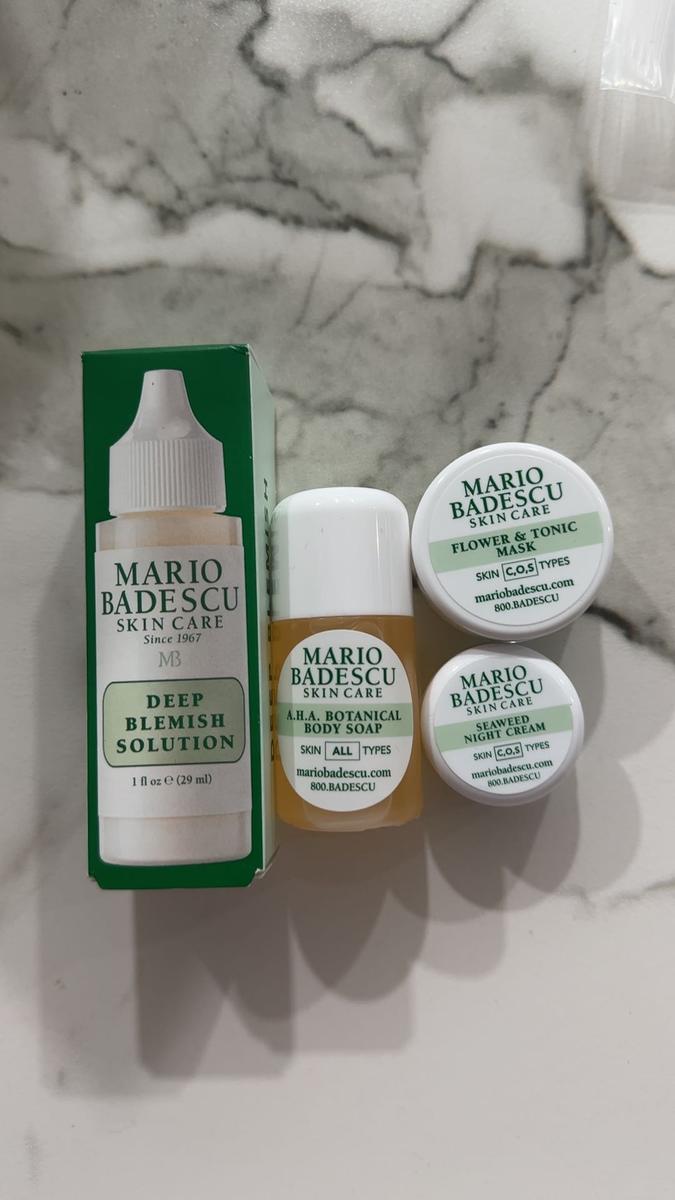 MARIO
BADESCU
SKIN CARE
Since 1967
MB
DEEP
BLEMISH
SOLUTION
1 fl oz ℮ (29 ml)
MARIO
BADESCU
SKIN CARE
A.H.A. BOTANICAL
BODY SOAP
SKIN ALL TYPES
mariobadescu.com
800.BADESCU
MARIO
BADESCU
SKIN CARE
FLOWER & TONIC
MASK
SKIN C,O,S TYPES
mariobadescu.com
800.BADESCU
MARIO
BADESCU
SKIN CARE
SEAWEED
NIGHT CREAM
SKIN C,O,S TYPES
mariobadescu.com
800.BADESCU